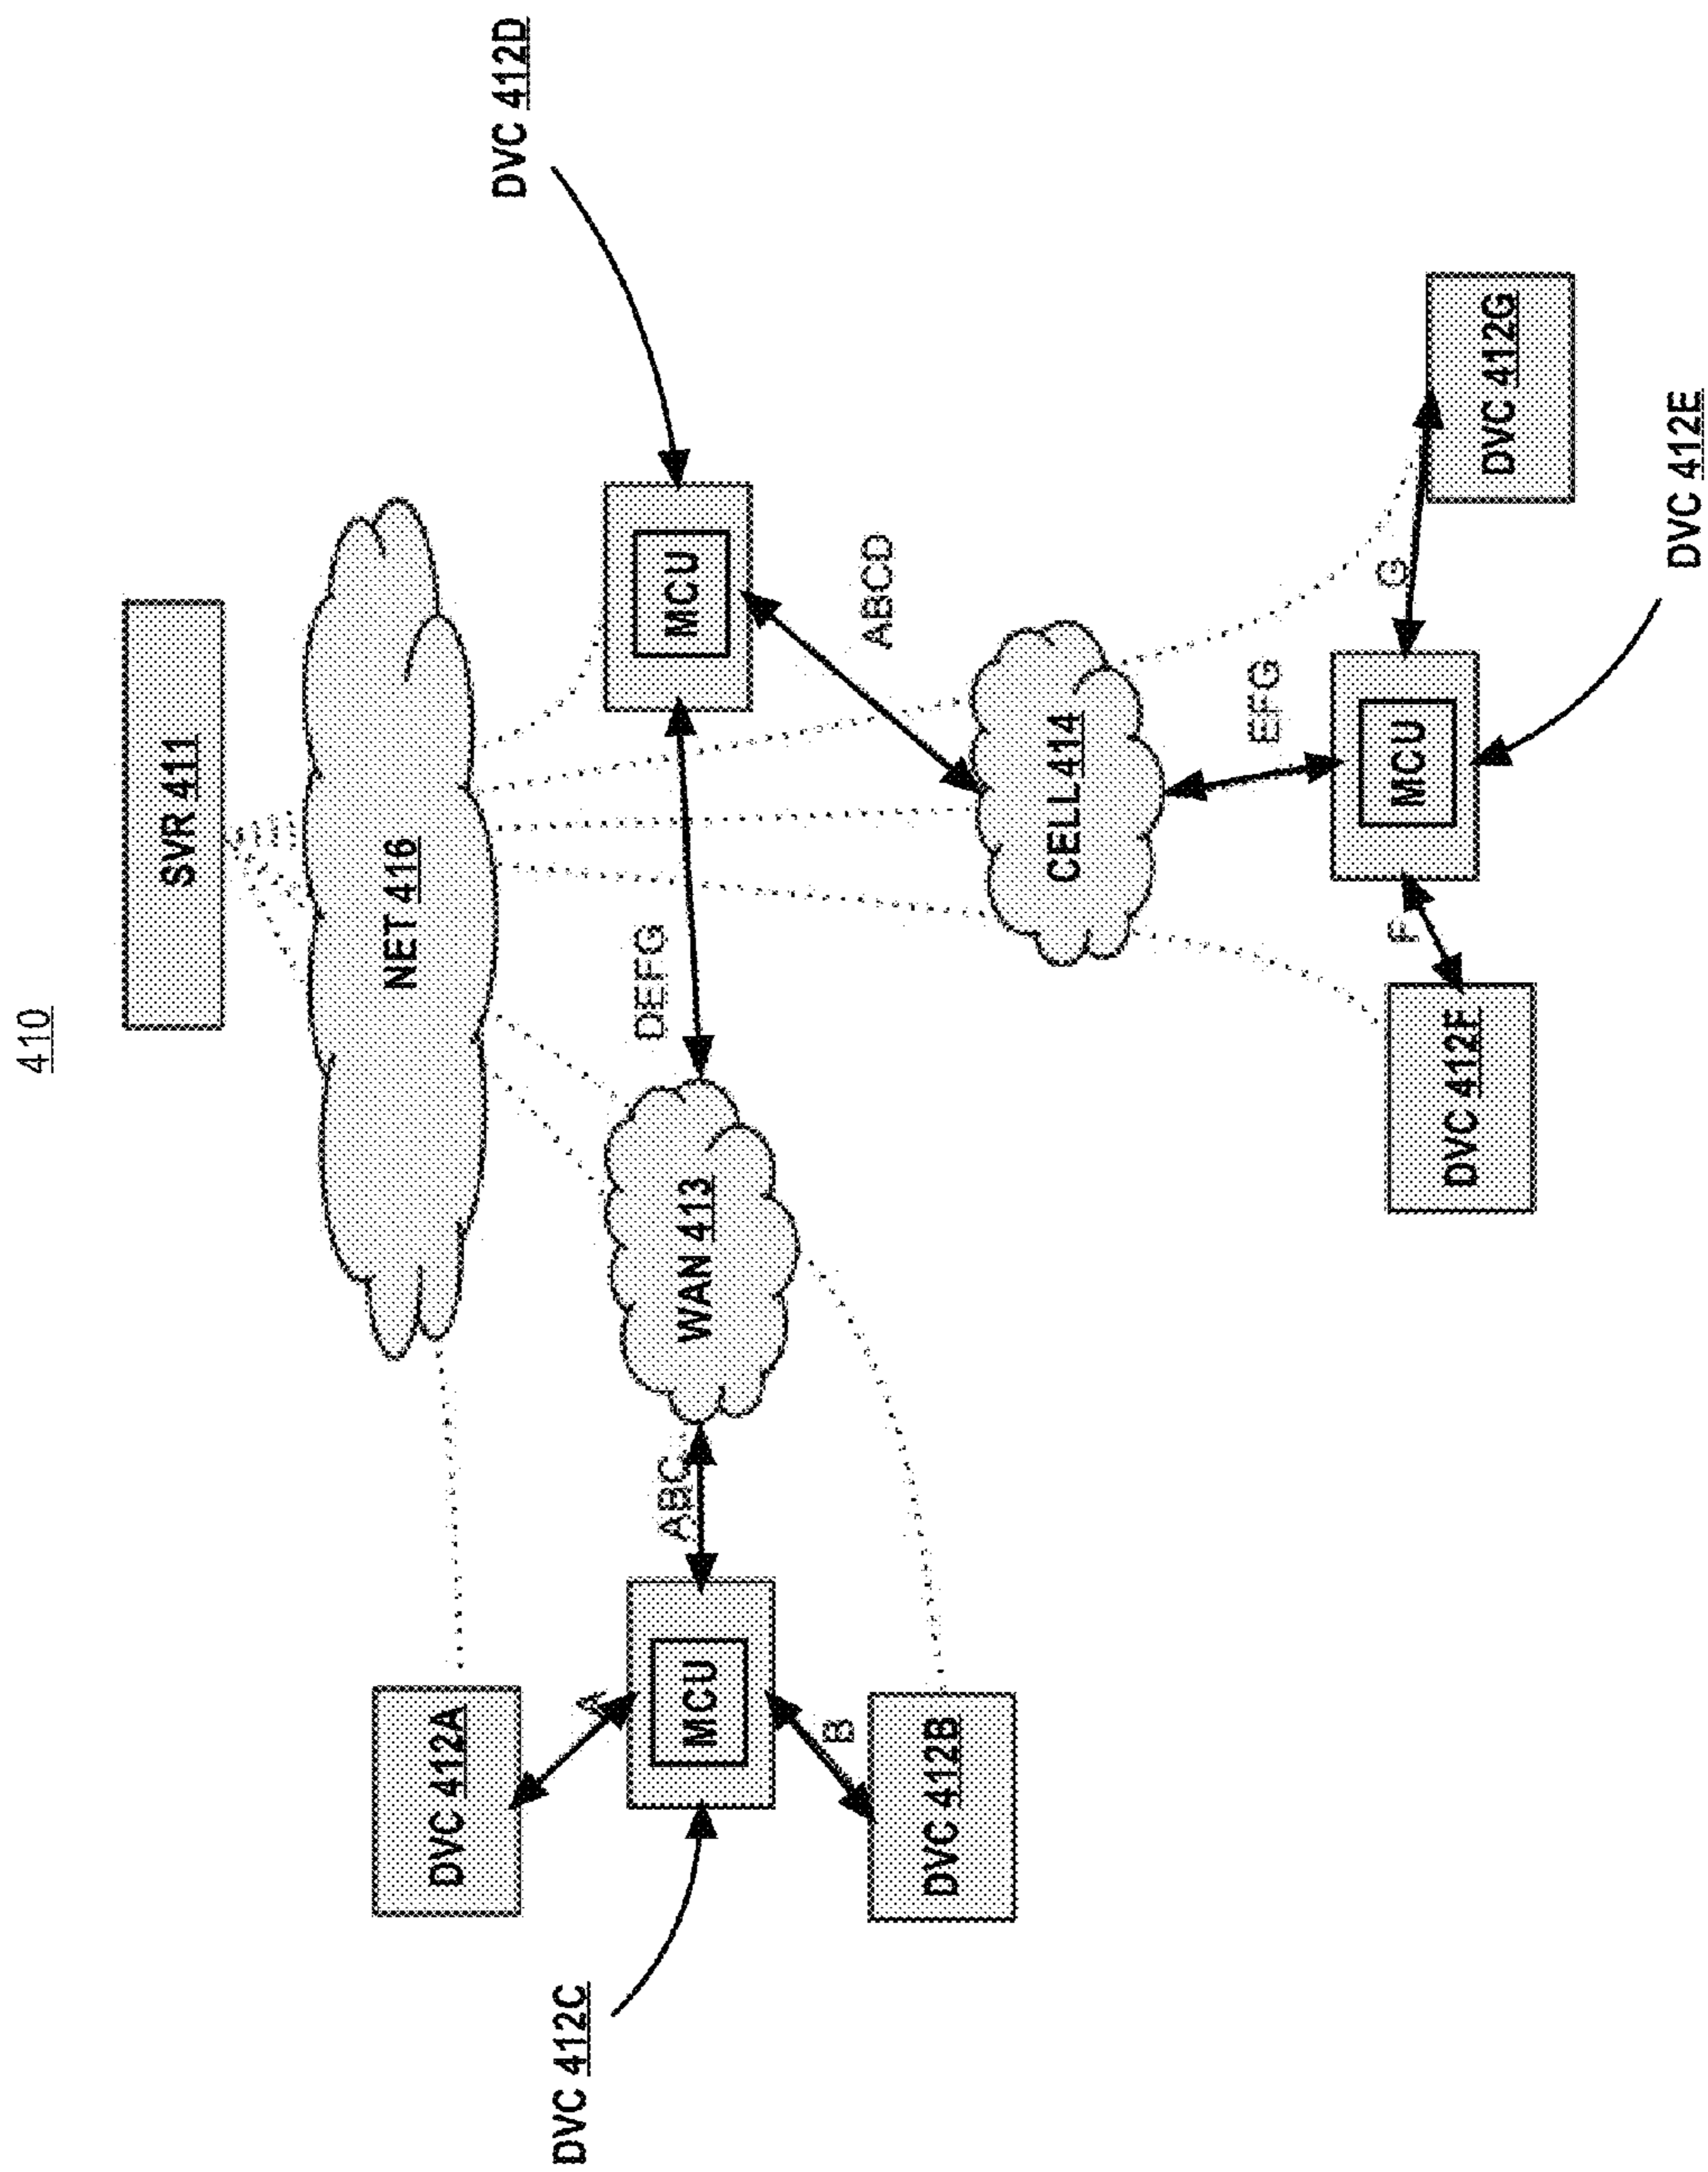 410
SVR 411
NET 416
DVC 412A
A
DVC 412C
MCU
ABC
WAN 413
DEFG
MCU
DVC 412D
B
DVC 412B
ABCD
CELL 414
EFG
DVC 412F
F
MCU
G
DVC 412G
DVC 412E